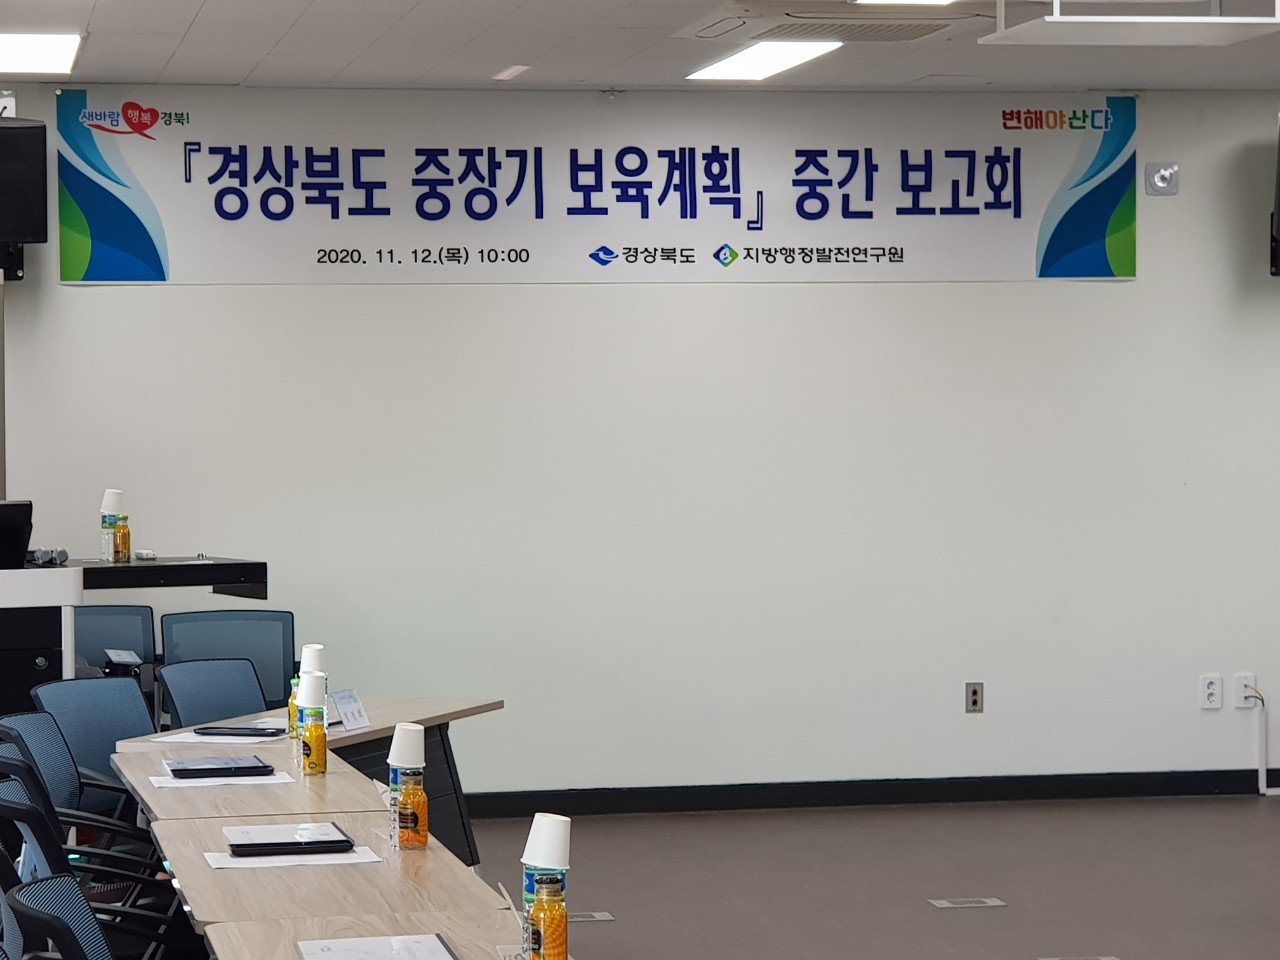 새바람 행복 경북!
변해야산다
『경상북도 중장기 보육계획』 중간 보고회
2020. 11. 12.(목) 10:00 경상북도 지방행정발전연구원